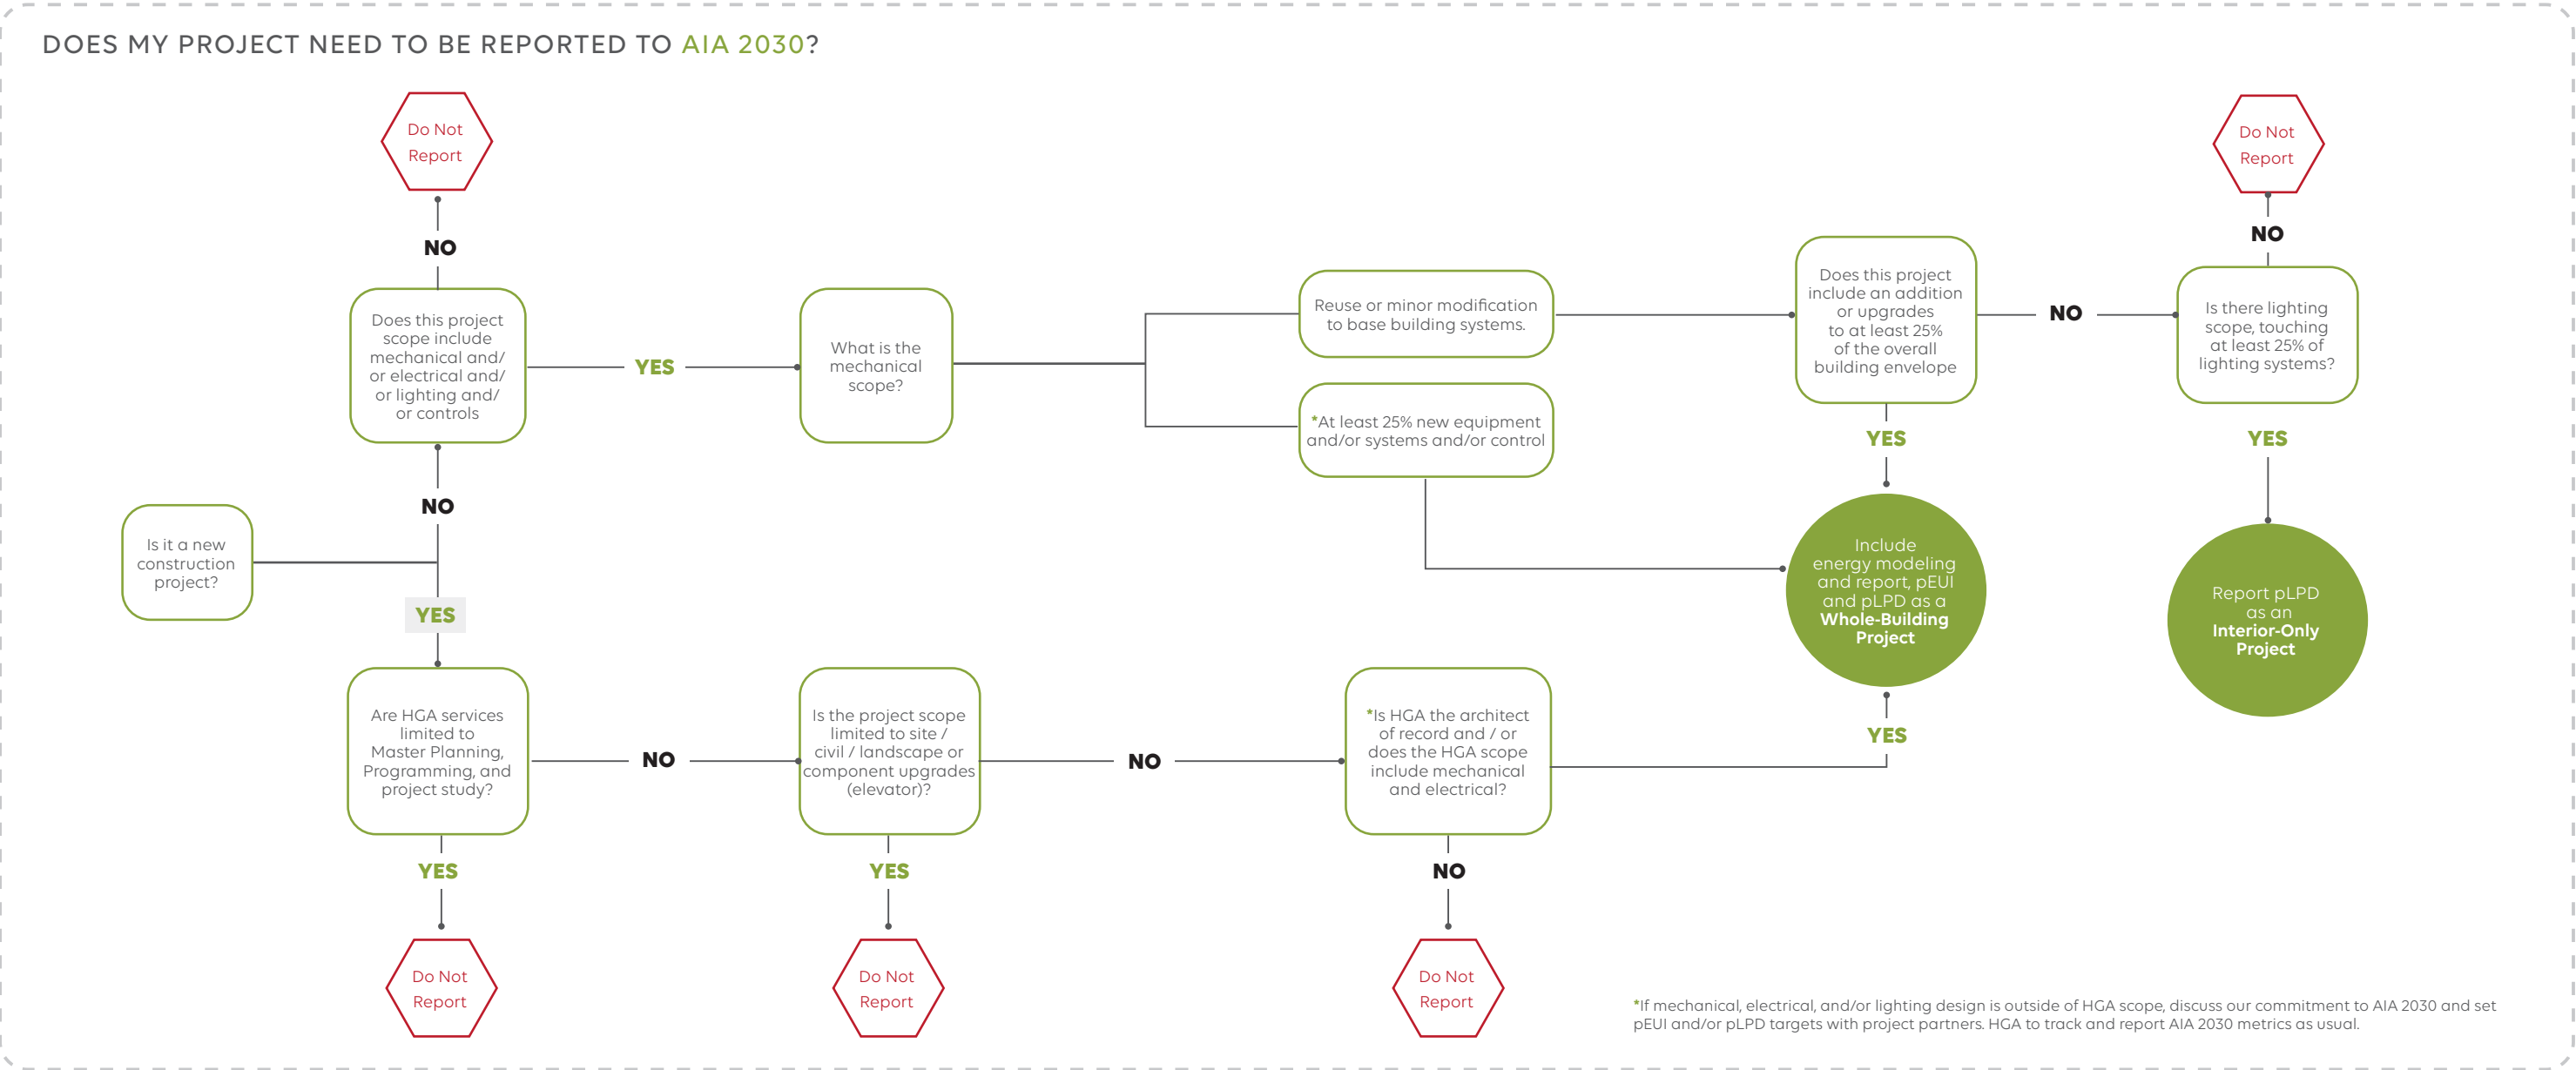 DOES MY PROJECT NEED TO BE REPORTED TO AIA 2030?
Do Not
Report
NO
Does this project
scope include
mechanical and/
or electrical and/
or lighting and/
or controls
YES
What is the
mechanical
scope?
Reuse or minor modification
to base building systems.
*At least 25% new equipment
and/or systems and/or control
Does this project
include an addition
or upgrades
to at least 25%
of the overall
building envelope
NO
Do Not
Report
NO
Is there lighting
scope, touching
at least 25% of
lighting systems?
YES
YES
Include
energy modeling
and report, pEUI
and pLPD as a
Whole-Building
Project
Report pLPD
as an
Interior-Only
Project
NO
Is it a new
construction
project?
YES
Are HGA services
limited to
Master Planning,
Programming, and
project study?
NO
Is the project scope
limited to site /
civil / landscape or
component upgrades
(elevator)?
NO
*Is HGA the architect
of record and / or
does the HGA scope
include mechanical
and electrical?
YES
YES
Do Not
Report
YES
Do Not
Report
NO
Do Not
Report
*If mechanical, electrical, and/or lighting design is outside of HGA scope, discuss our commitment to AIA 2030 and set
pEUI and/or pLPD targets with project partners. HGA to track and report AIA 2030 metrics as usual.